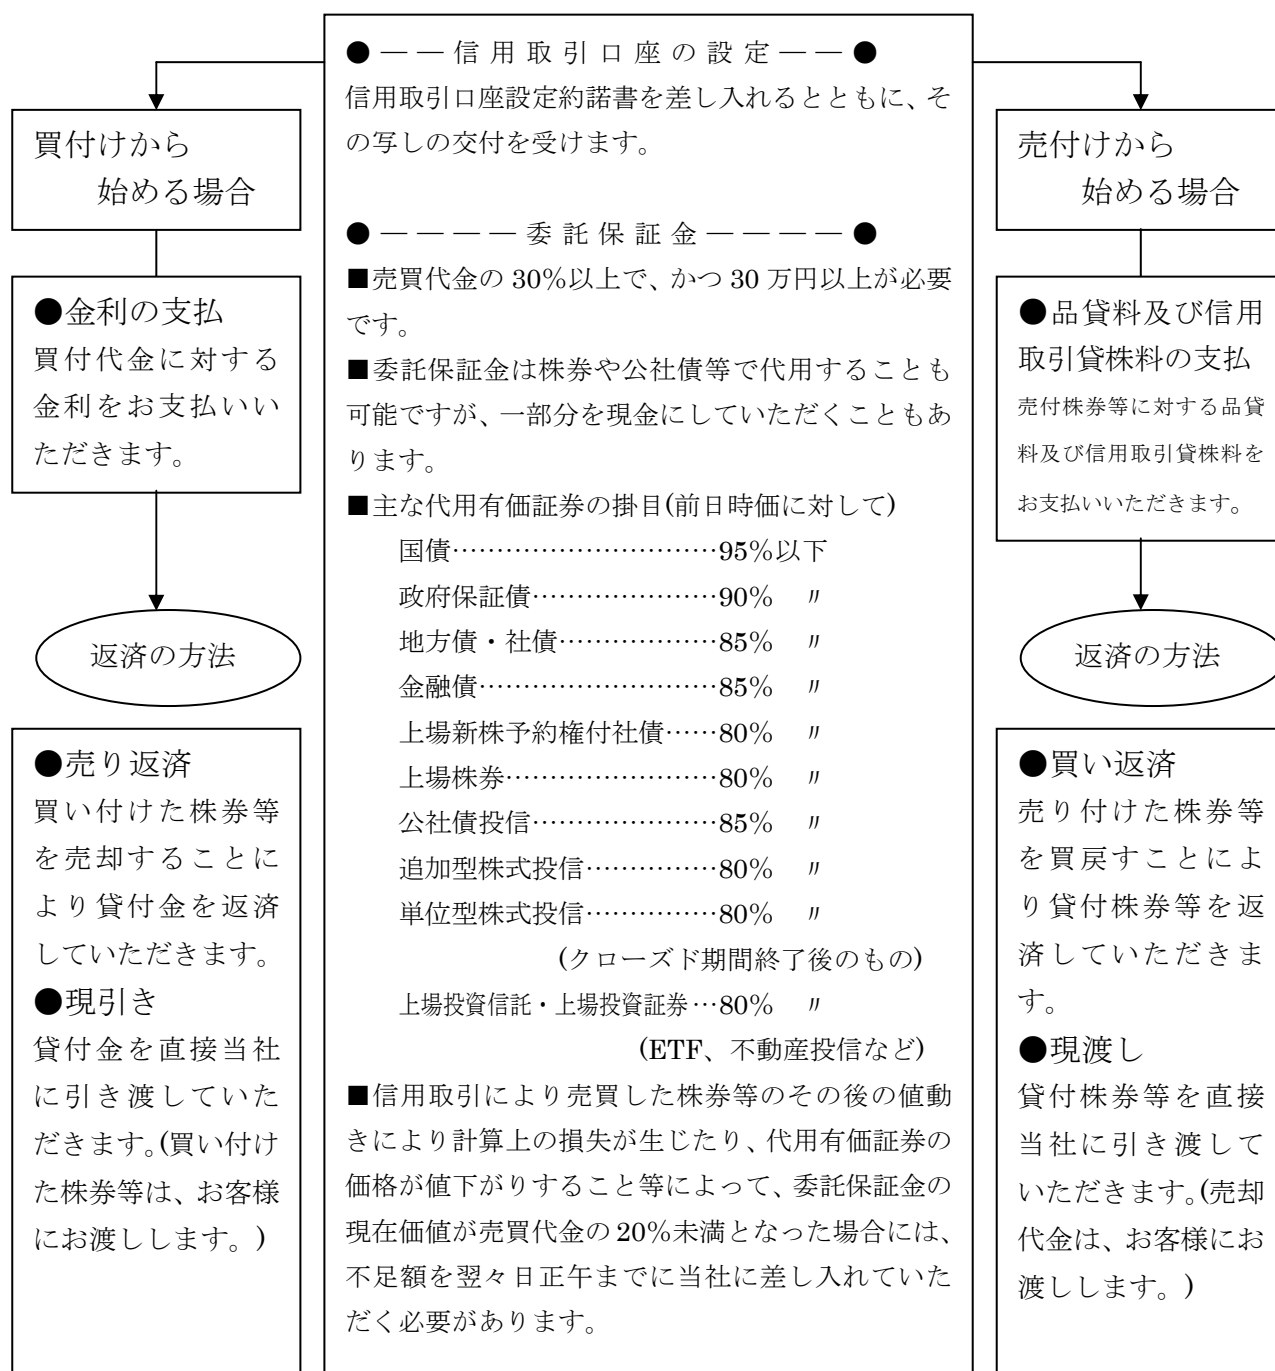 買付けから
始める場合
●金利の支払
買付代金に対する
金利をお支払いい
ただきます。
返済の方法
●売り返済
買い付けた株券等
を売却することに
より貸付金を返済
していただきます。
●現引き
貸付金を直接当社
に引き渡していた
だきます。(買い付け
た株券等は、お客様
にお渡しします。)
●――信用取引口座の設定――●
信用取引口座設定約諾書を差し入れるとともに、そ
の写しの交付を受けます。
●――――委託保証金――――●
■売買代金の 30%以上で、かつ 30 万円以上が必要
です。
■委託保証金は株券や公社債等で代用することも
可能ですが、一部分を現金にしていただくこともあ
ります。
■主な代用有価証券の掛目(前日時価に対して)
国債…………………………95%以下
政府保証債…………………90% 〃
地方債・社債………………85% 〃
金融債………………………85% 〃
上場新株予約権付社債……80% 〃
上場株券……………………80% 〃
公社債投信…………………85% 〃
追加型株式投信……………80% 〃
単位型株式投信……………80% 〃
(クローズド期間終了後のもの)
上場投資信託・上場投資証券…80% 〃
(ETF、不動産投信など)
■信用取引により売買した株券等のその後の値動
きにより計算上の損失が生じたり、代用有価証券の
価格が値下がりすること等によって、委託保証金の
現在価値が売買代金の 20%未満となった場合には、
不足額を翌々日正午までに当社に差し入れていた
だく必要があります。
売付けから
始める場合
●品貸料及び信用
取引貸株料の支払
売付株券等に対する品貸
料及び信用取引貸株料を
お支払いいただきます。
返済の方法
●買い返済
売り付けた株券等
を買戻すことによ
り貸付株券等を返
済していただきま
す。
●現渡し
貸付株券等を直接
当社に引き渡して
いただきます。(売却
代金は、お客様にお
渡しします。)